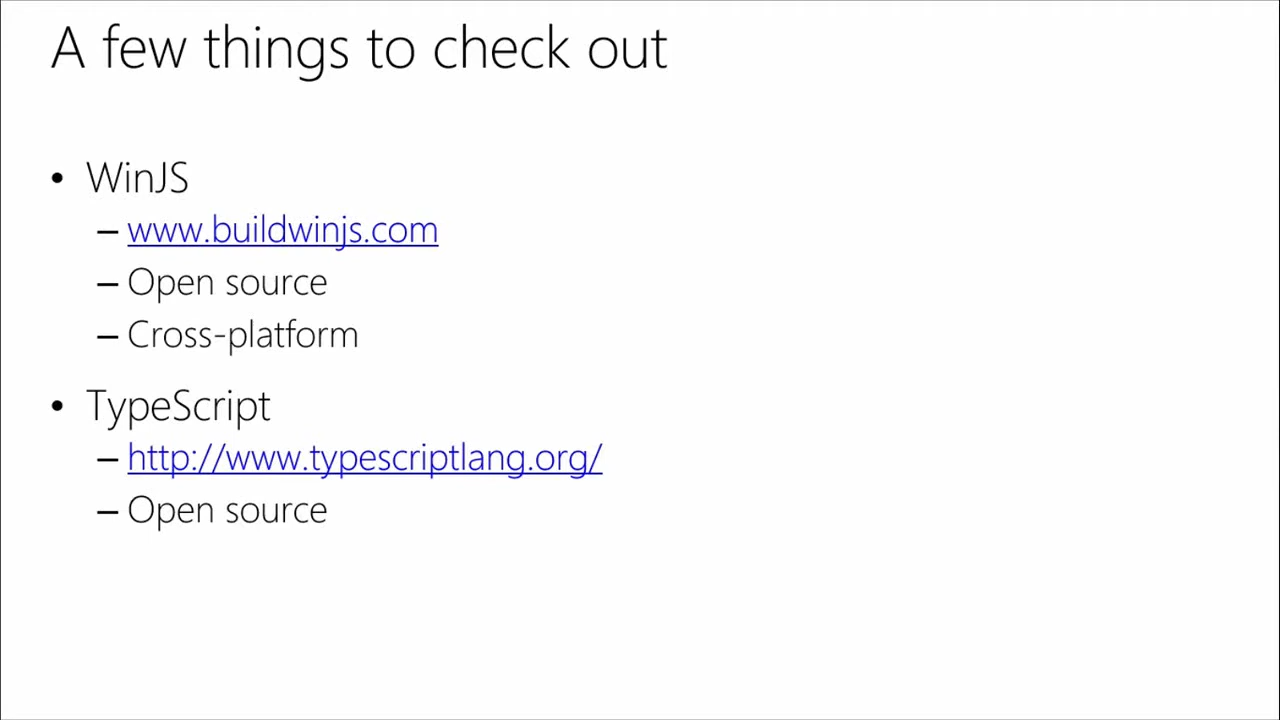 A few things to check out
• WinJS
– www.buildwinjs.com
– Open source
– Cross-platform
• TypeScript
– http://www.typescriptlang.org/
– Open source